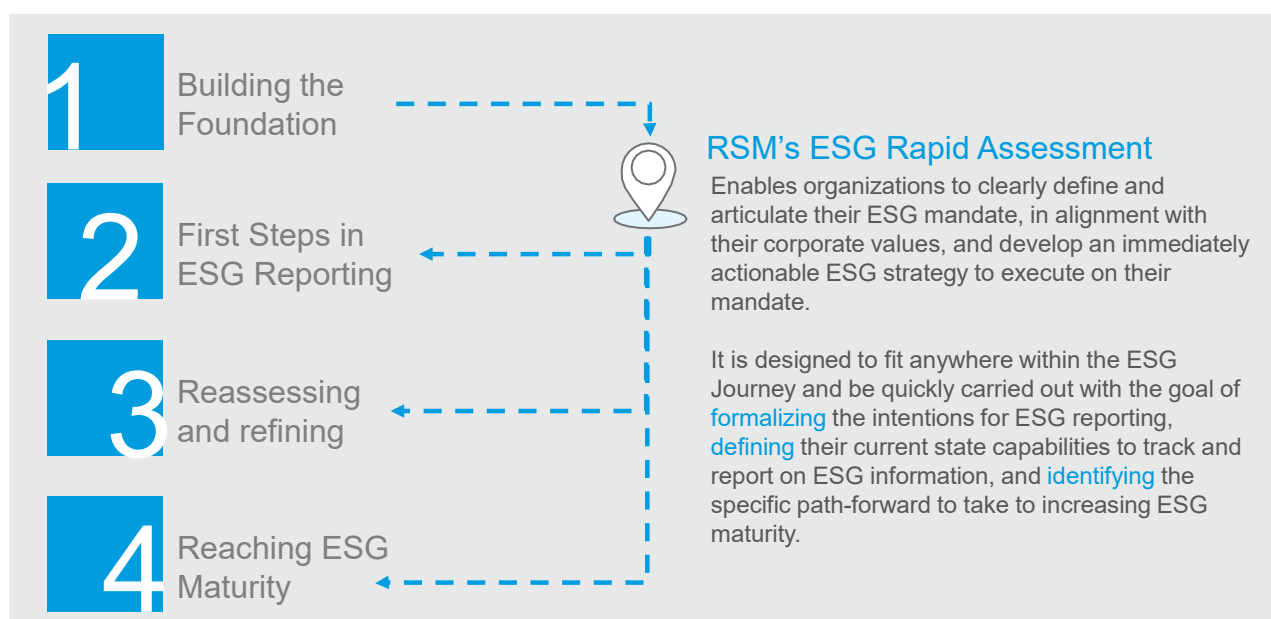 1
Building the
Foundation
2
First Steps in
ESG Reporting
3
Reassessing
and refining
4
Reaching ESG
Maturity
RSM's ESG Rapid Assessment
Enables organizations to clearly define and
articulate their ESG mandate, in alignment with
their corporate values, and develop an immediately
actionable ESG strategy to execute on their
mandate.
It is designed to fit anywhere within the ESG
Journey and be quickly carried out with the goal of
formalizing the intentions for ESG reporting,
defining their current state capabilities to track and
report on ESG information, and identifying the
specific path-forward to take to increasing ESG
maturity.